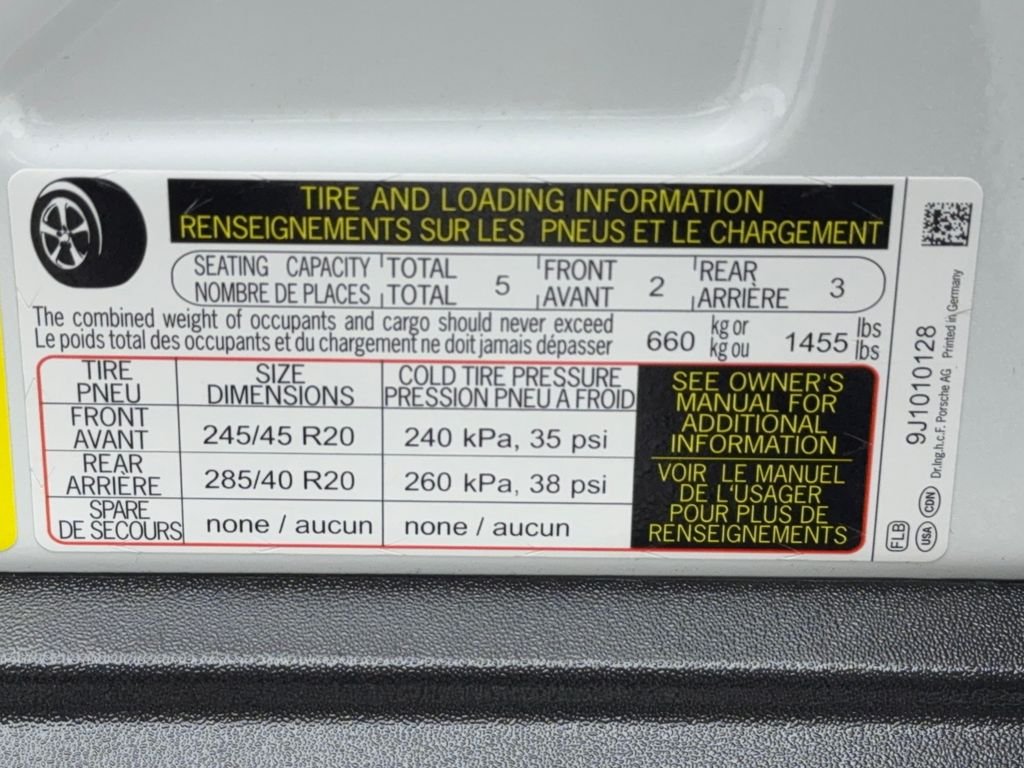 TIRE AND LOADING INFORMATION
RENSEIGNEMENTS SUR LES PNEUS ET LE CHARGEMENT
SEATING CAPACITY TOTAL 5 FRONT 2 REAR 3
NOMBRE DE PLACES TOTAL AVANT ARRIÈRE
The combined weight of occupants and cargo should never exceed 660 kg or 1455 lbs
Le poids total des occupants et du chargement ne doit jamais dépasser kg ou lbs
TIRE SIZE COLD TIRE PRESSURE
PNEU DIMENSIONS PRESSION PNEU A FROID
FRONT
AVANT 245/45 R20 240 kPa, 35 psi
REAR
ARRIÈRE 285/40 R20 260 kPa, 38 psi
SPARE
DE SECOURS none / aucun none / aucun
SEE OWNER'S
MANUAL FOR
ADDITIONAL
INFORMATION
VOIR LE MANUEL
DE L'USAGER
POUR PLUS DE
RENSEIGNEMENTS
9J1010128
Dr.Ing.h.c.F. Porsche AG Printed in Germany
FLB USA CDN